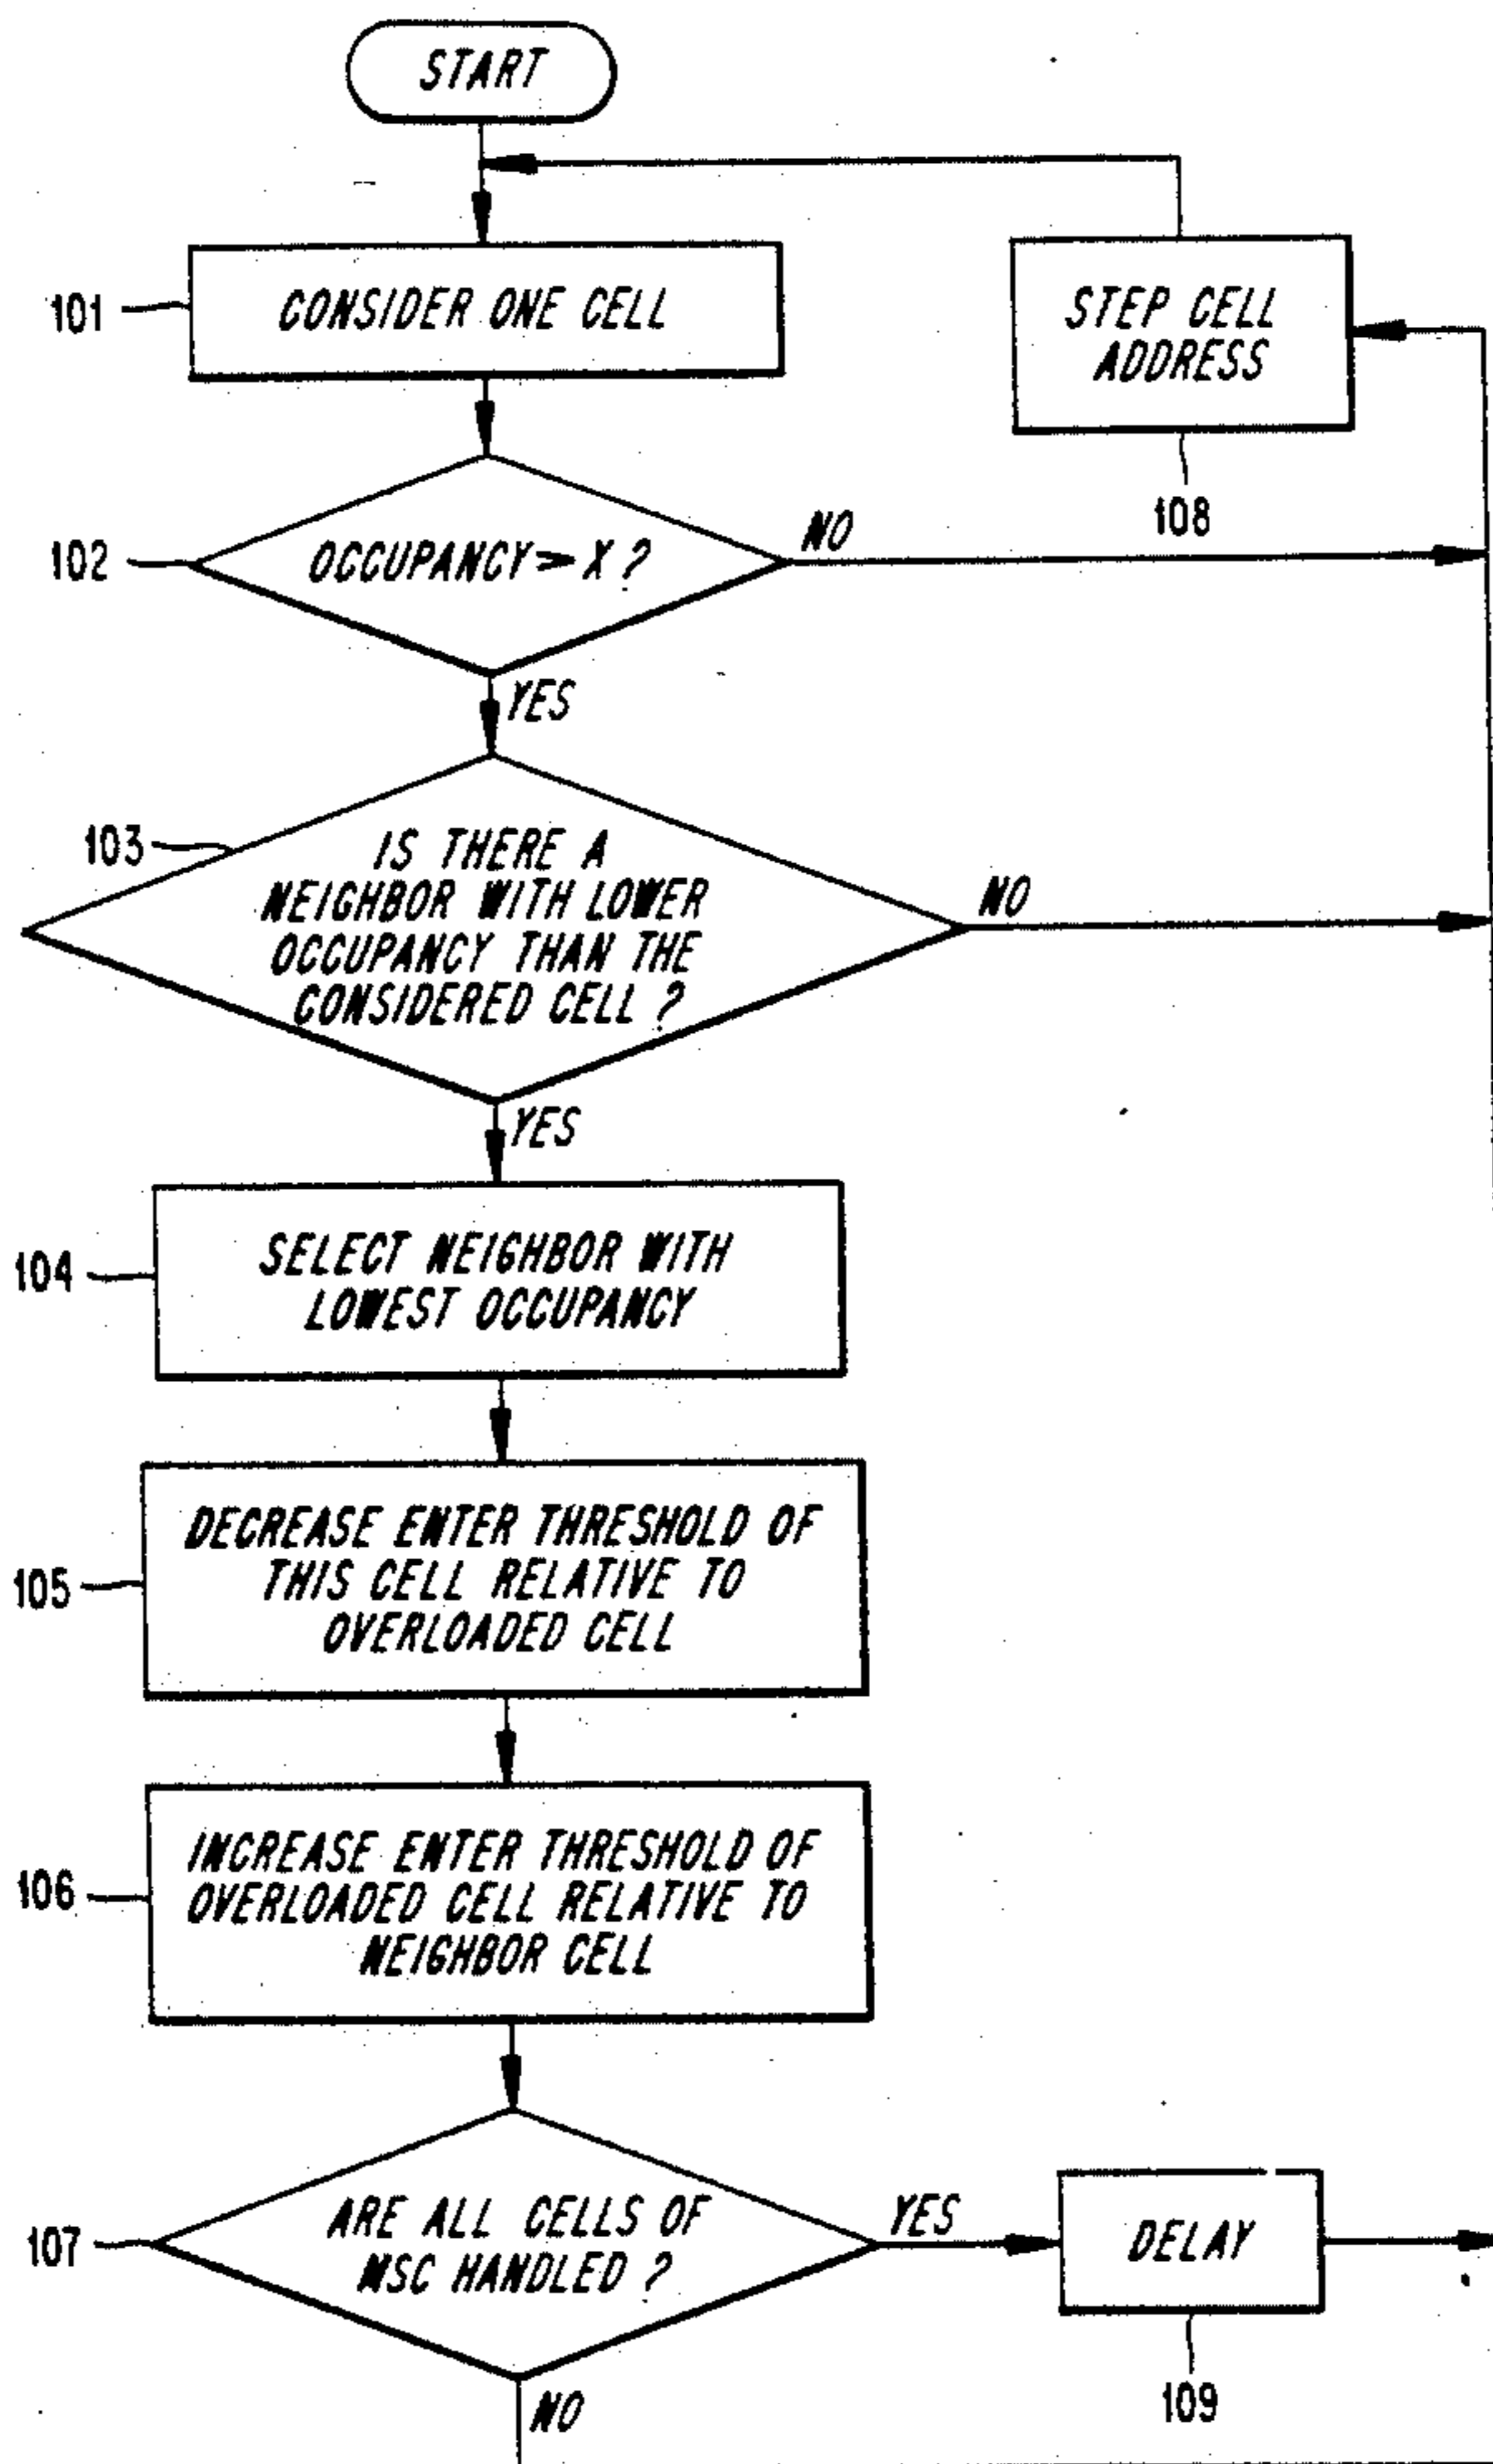 START
101
CONSIDER ONE CELL
STEP CELL
ADDRESS
108
102
OCCUPANCY > X ?
NO
YES
103
IS THERE A
NEIGHBOR WITH LOWER
OCCUPANCY THAN THE
CONSIDERED CELL ?
NO
YES
104
SELECT NEIGHBOR WITH
LOWEST OCCUPANCY
105
DECREASE ENTER THRESHOLD OF
THIS CELL RELATIVE TO
OVERLOADED CELL
106
INCREASE ENTER THRESHOLD OF
OVERLOADED CELL RELATIVE TO
NEIGHBOR CELL
107
ARE ALL CELLS OF
MSC HANDLED ?
YES
DELAY
109
NO